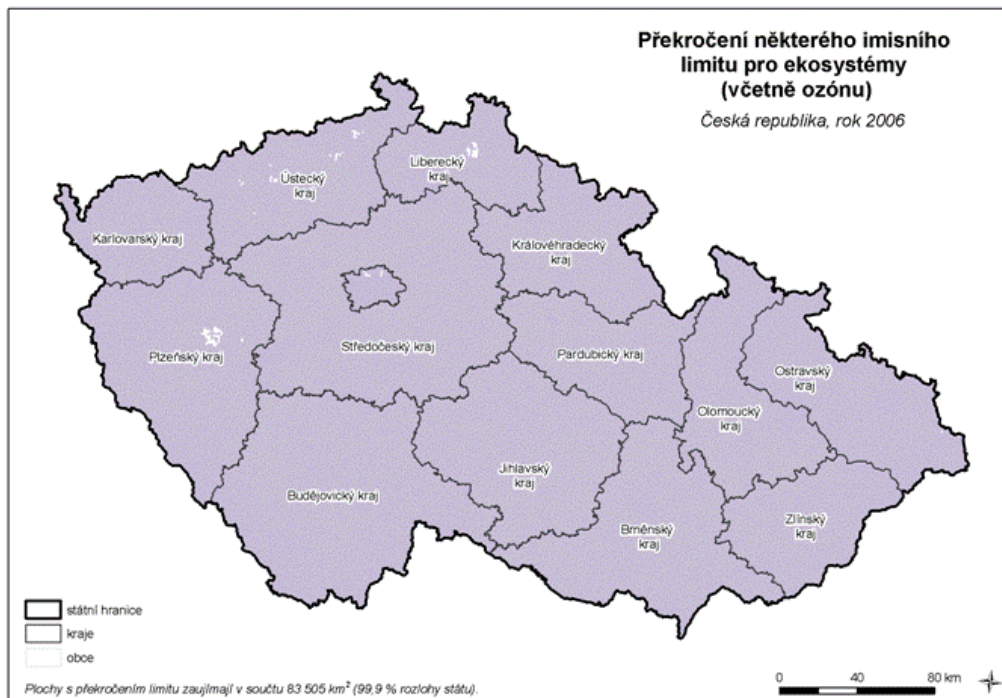 Překročení některého imisního
limitu pro ekosystémy
(včetně ozónu)
Česká republika, rok 2006
Liberecký
kraj
Ústecký
kraj
Karlovarský kraj
Královéhradecký
kraj
Plzeňský kraj
Středočeský kraj
Pardubický kraj
Ostravský
kraj
Olomoucký
kraj
Jihlavský
kraj
Budějovický kraj
Brněnský
kraj
Zlínský
kraj
státní hranice
kraje
obce
Plochy s překročením limitu zaujímají v součtu 83 505 km² (99,9 % rozlohy státu).
0 40 80 km